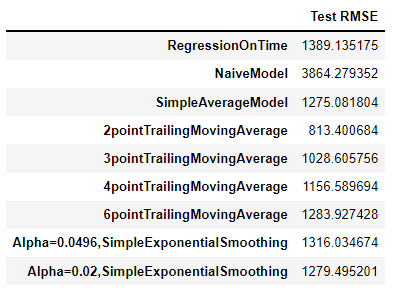 Test RMSE
RegressionOnTime 1389.135175
NaiveModel 3864.279352
SimpleAverageModel 1275.081804
2pointTrailingMovingAverage 813.400684
3pointTrailingMovingAverage 1028.605756
4pointTrailingMovingAverage 1156.589694
6pointTrailingMovingAverage 1283.927428
Alpha=0.0496,SimpleExponentialSmoothing 1316.034674
Alpha=0.02,SimpleExponentialSmoothing 1279.495201